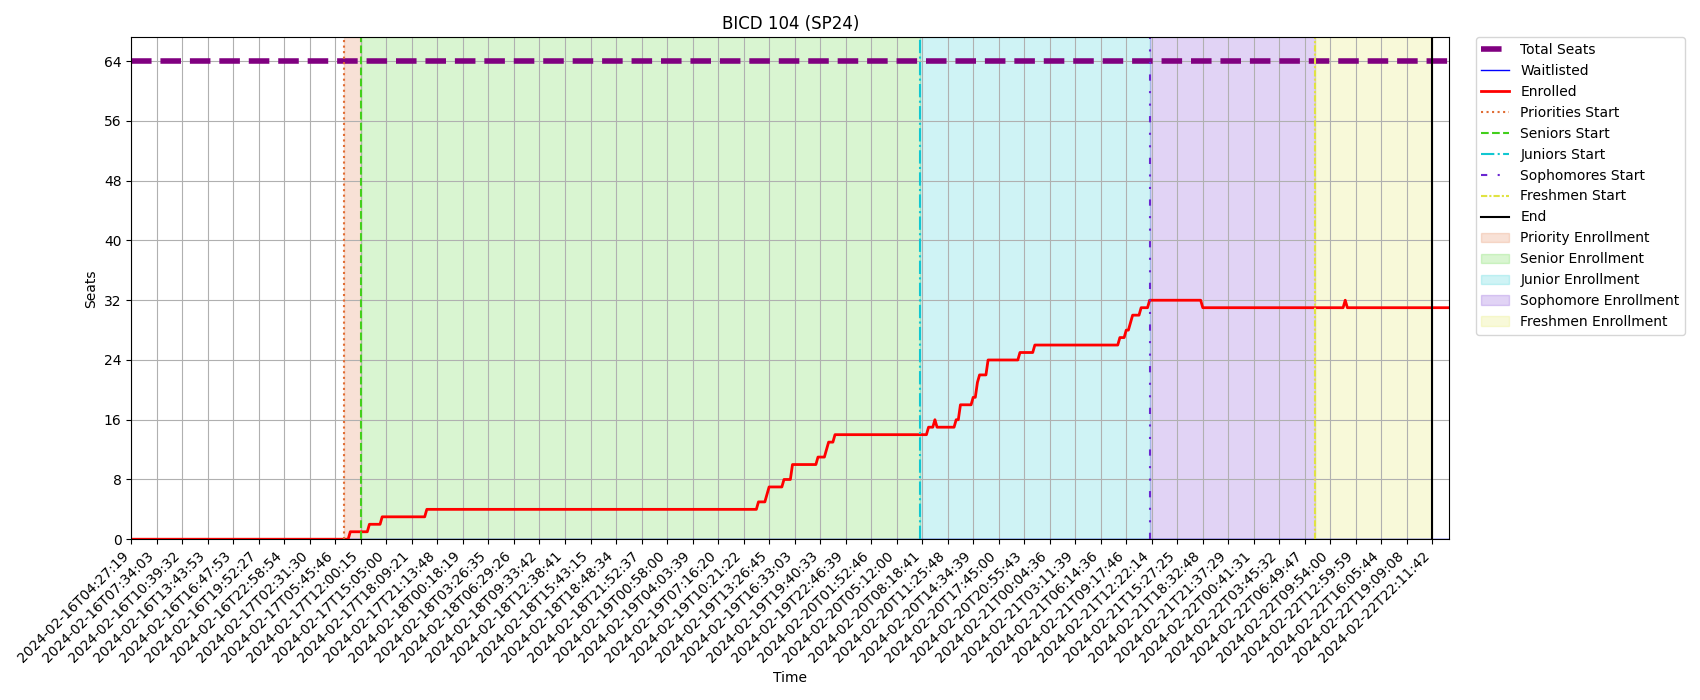 BICD 104 (SP24)
Seats
64
56
48
40
32
24
16
8
0
2024-02-16T04:27:19
2024-02-16T07:34:03
2024-02-16T10:39:32
2024-02-16T13:43:53
2024-02-16T16:47:53
2024-02-16T19:52:27
2024-02-16T22:58:54
2024-02-17T02:31:30
2024-02-17T05:45:46
2024-02-17T12:00:15
2024-02-17T15:05:00
2024-02-17T18:09:21
2024-02-17T21:13:48
2024-02-18T00:18:19
2024-02-18T03:26:35
2024-02-18T06:29:26
2024-02-18T09:33:42
2024-02-18T12:38:41
2024-02-18T15:43:15
2024-02-18T18:48:34
2024-02-18T21:52:37
2024-02-19T00:58:00
2024-02-19T04:03:39
2024-02-19T07:16:20
2024-02-19T10:21:22
2024-02-19T13:26:45
2024-02-19T16:33:03
2024-02-19T19:40:33
2024-02-19T22:46:39
2024-02-20T01:52:46
2024-02-20T05:12:00
2024-02-20T08:18:41
2024-02-20T11:25:48
2024-02-20T14:34:39
2024-02-20T17:45:00
2024-02-20T20:55:43
2024-02-21T00:04:36
2024-02-21T03:11:39
2024-02-21T06:14:36
2024-02-21T09:17:46
2024-02-21T12:22:14
2024-02-21T15:27:25
2024-02-21T18:32:48
2024-02-21T21:37:29
2024-02-22T00:41:31
2024-02-22T03:45:32
2024-02-22T06:49:47
2024-02-22T09:54:00
2024-02-22T12:59:59
2024-02-22T16:05:44
2024-02-22T19:09:08
2024-02-22T22:11:42
Time
Total Seats
Waitlisted
Enrolled
Priorities Start
Seniors Start
Juniors Start
Sophomores Start
Freshmen Start
End
Priority Enrollment
Senior Enrollment
Junior Enrollment
Sophomore Enrollment
Freshmen Enrollment